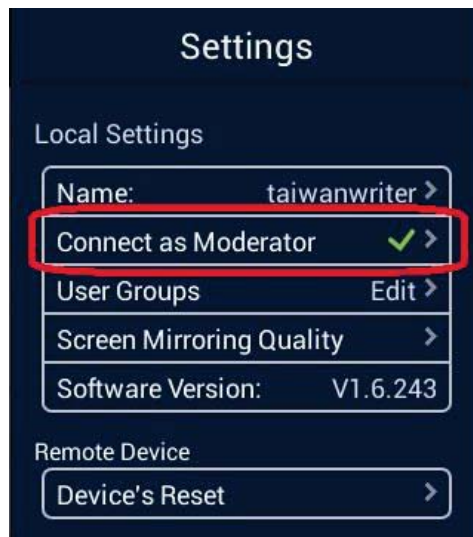 Settings
Local Settings
Name: taiwanwriter >
Connect as Moderator ✓ >
User Groups Edit >
Screen Mirroring Quality >
Software Version: V1.6.243
Remote Device
Device's Reset >